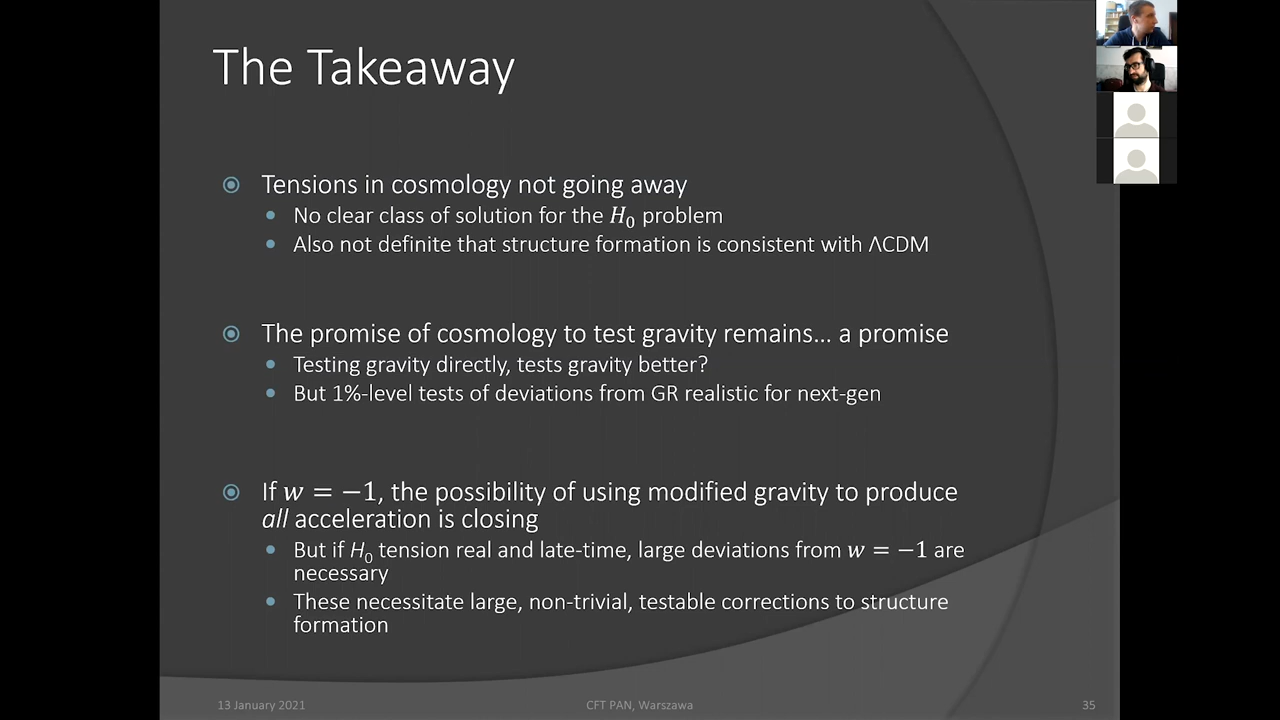 The Takeaway
Tensions in cosmology not going away
No clear class of solution for the H₀ problem
Also not definite that structure formation is consistent with ΛCDM
The promise of cosmology to test gravity remains... a promise
Testing gravity directly, tests gravity better?
But 1%-level tests of deviations from GR realistic for next-gen
If w = −1, the possibility of using modified gravity to produce
all acceleration is closing
But if H₀ tension real and late-time, large deviations from w = −1 are
necessary
These necessitate large, non-trivial, testable corrections to structure
formation
13 January 2021
CFT PAN, Warszawa
35